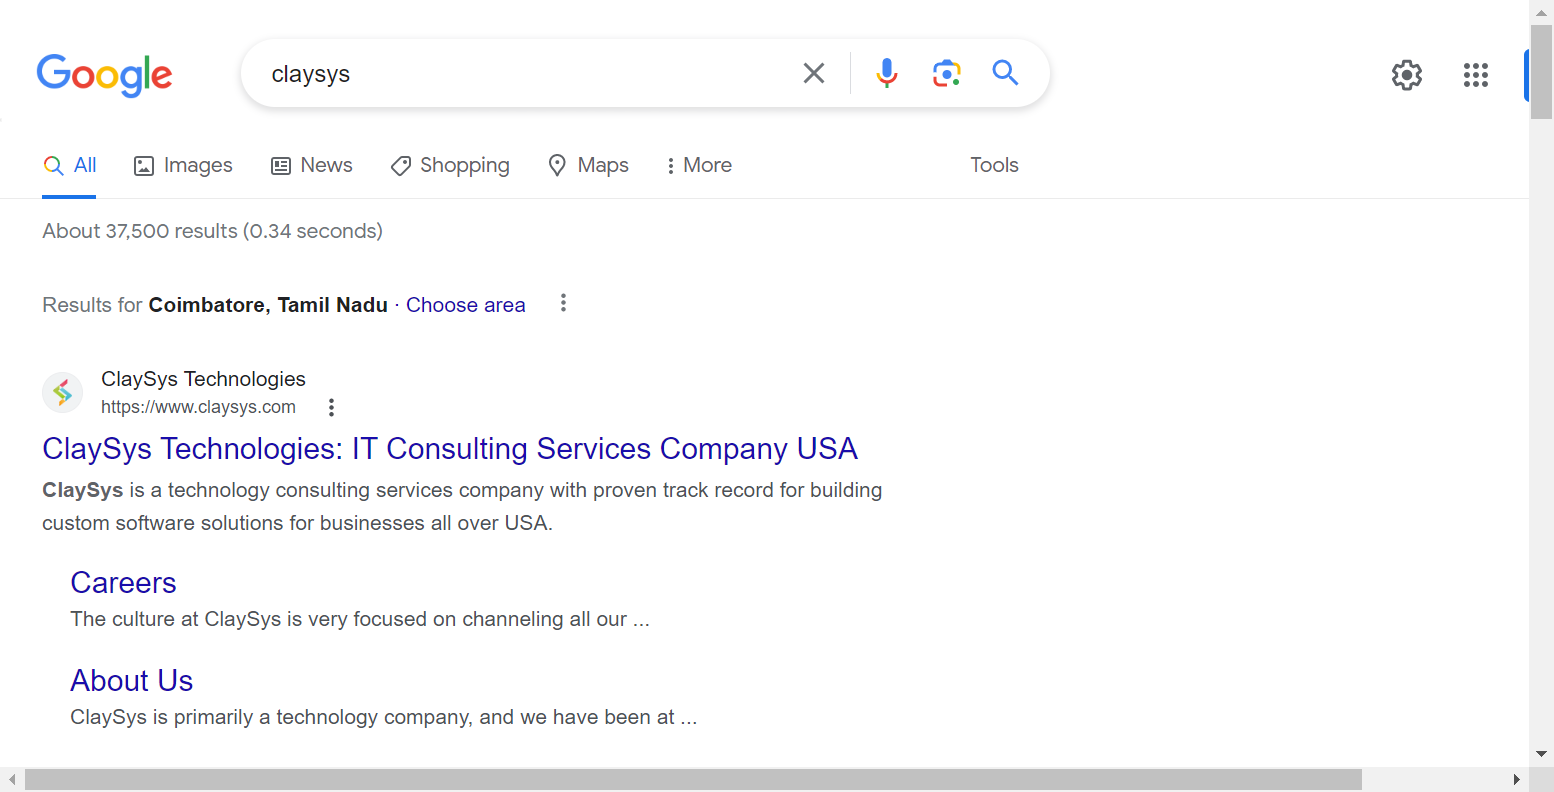 Google
claysys
All Images News Shopping Maps More Tools
About 37,500 results (0.34 seconds)
Results for Coimbatore, Tamil Nadu · Choose area
ClaySys Technologies
https://www.claysys.com
ClaySys Technologies: IT Consulting Services Company USA
ClaySys is a technology consulting services company with proven track record for building
custom software solutions for businesses all over USA.
Careers
The culture at ClaySys is very focused on channeling all our ...
About Us
ClaySys is primarily a technology company, and we have been at ...